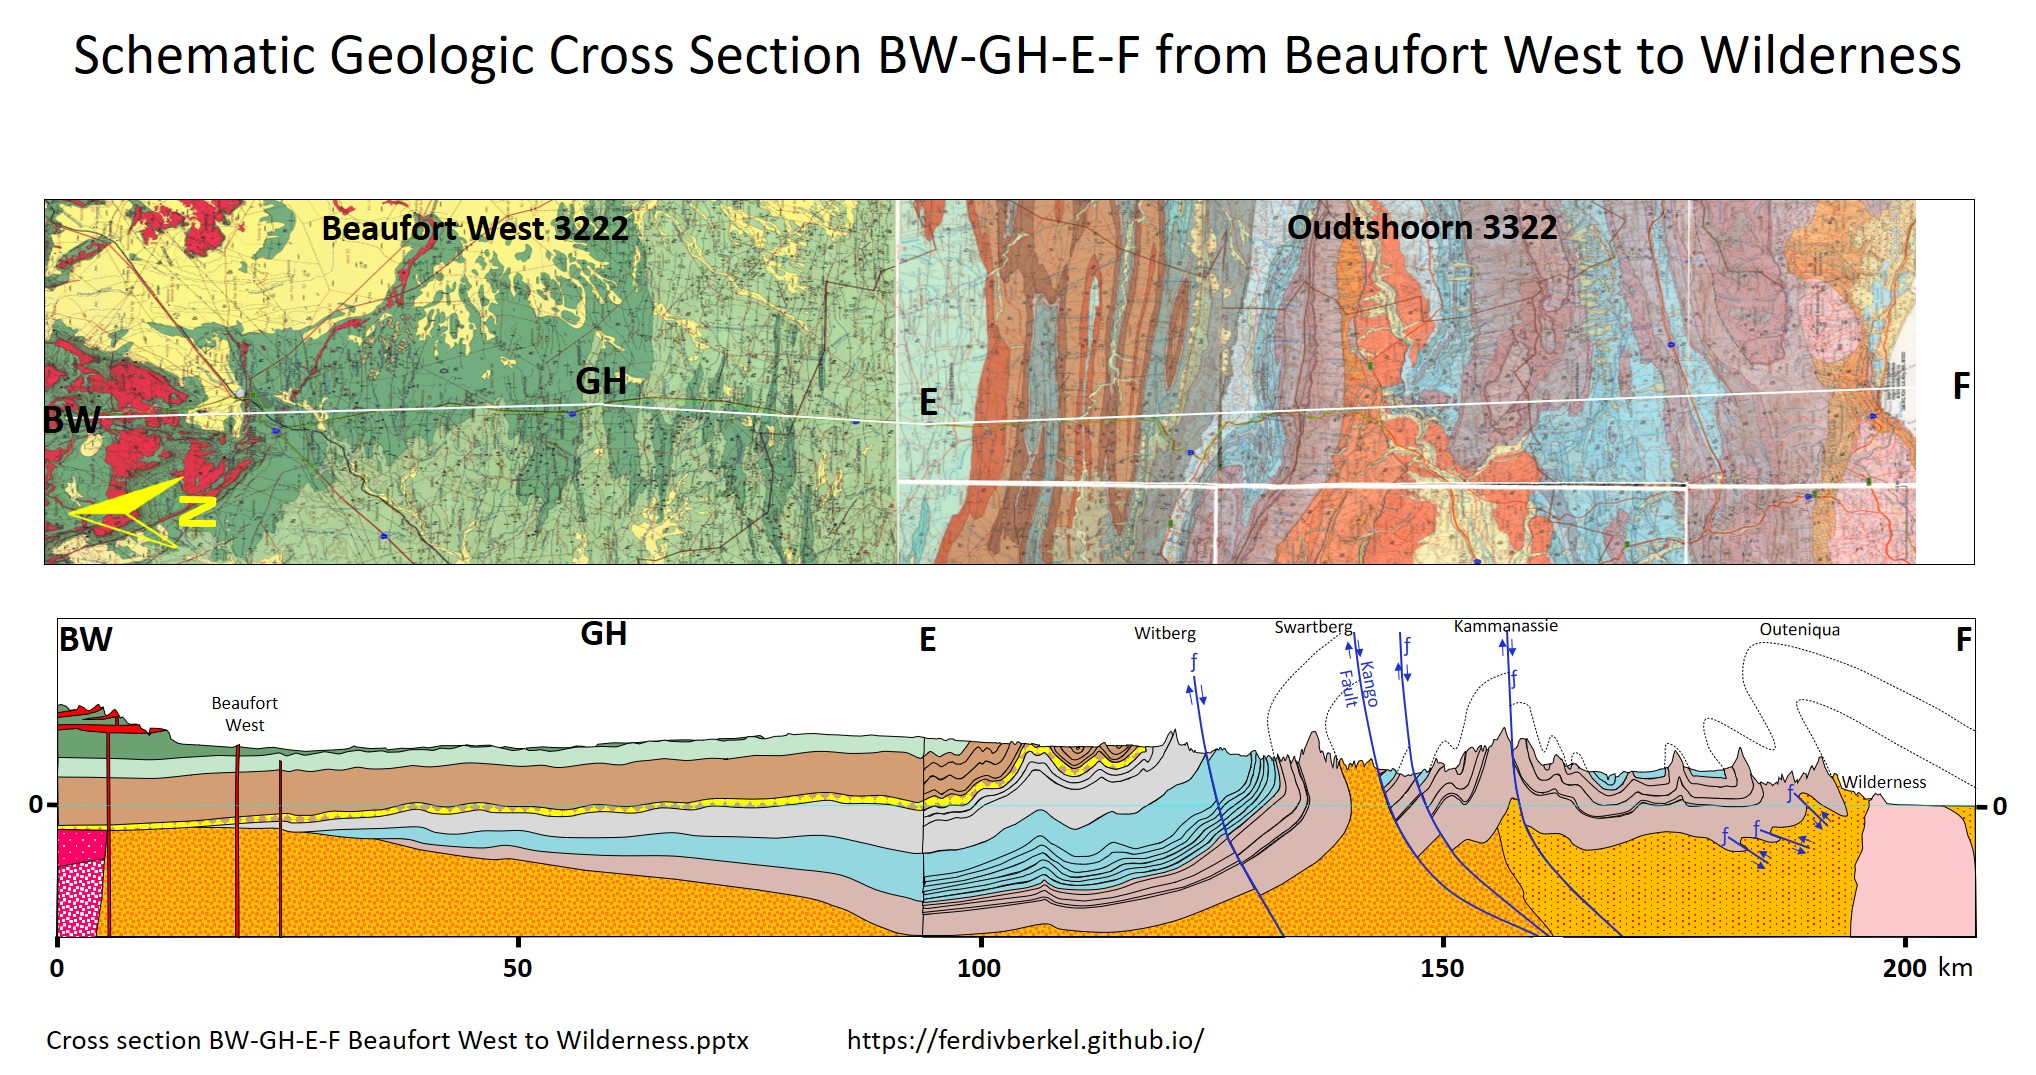 Schematic Geologic Cross Section BW-GH-E-F from Beaufort West to Wilderness
Beaufort West 3222
Oudtshoorn 3322
GH
BW
E
F
N
BW
GH
E
Witberg
Swartberg
Kammanassie
Outeniqua
F
ƒ
ƒ
ƒ
Kango
Fault
Beaufort
West
Wilderness
ƒ
ƒ
ƒ
0
0
0
50
100
150
200 km
Cross section BW-GH-E-F Beaufort West to Wilderness.pptx
https://ferdivberkel.github.io/